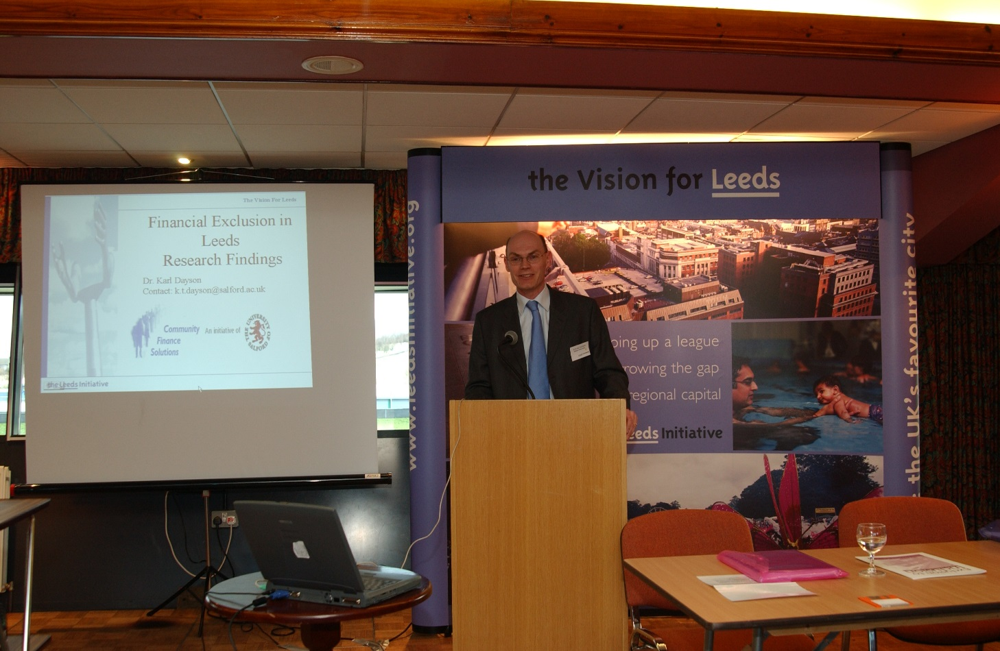 The Vision For Leeds
Financial Exclusion in
Leeds
Research Findings
Dr. Karl Dayson
Contact: k.t.dayson@salford.ac.uk
Community
Finance
Solutions
An initiative of
THE UNIVERSITY OF SALFORD
the Leeds Initiative
www.leedsinitiative.org
the Vision for Leeds
oing up a league
rowing the gap
regional capital
eeds Initiative
the UK's favourite city